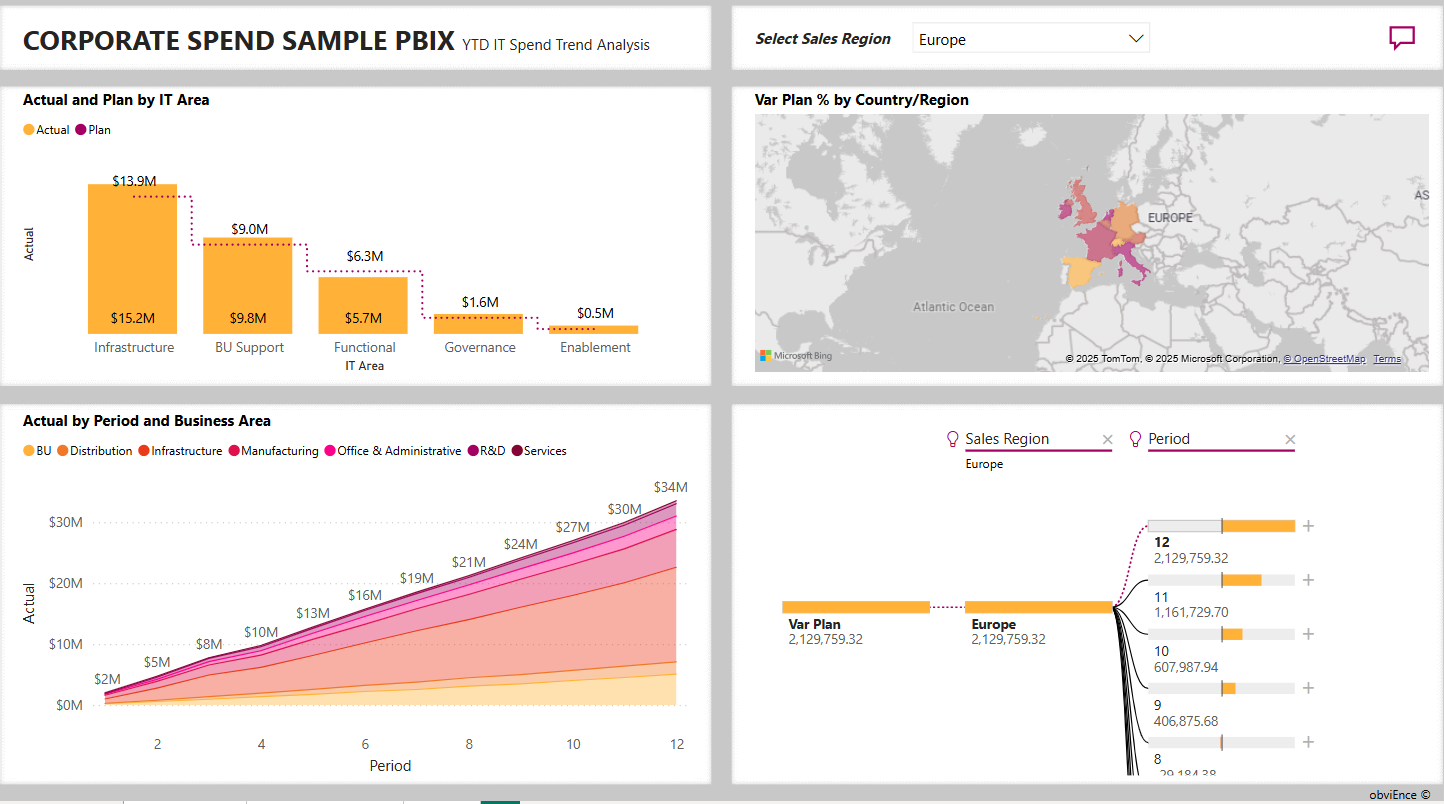 CORPORATE SPEND SAMPLE PBIX YTD IT Spend Trend Analysis
Select Sales Region
Europe
Actual and Plan by IT Area
Actual Plan
Actual
$13.9M
$9.0M
$6.3M
$1.6M
$0.5M
$15.2M
$9.8M
$5.7M
Infrastructure
BU Support
Functional
Governance
Enablement
IT Area
Var Plan % by Country/Region
AS
EUROPE
Atlantic Ocean
Microsoft Bing
© 2025 TomTom, © 2025 Microsoft Corporation, © OpenStreetMap Terms
Actual by Period and Business Area
BU Distribution Infrastructure Manufacturing Office & Administrative R&D Services
Actual
$30M
$20M
$10M
$0M
$2M
$5M
$8M
$10M
$13M
$16M
$19M
$21M
$24M
$27M
$30M
$34M
2
4
6
8
10
12
Period
Sales Region
Europe
Period
Var Plan
2,129,759.32
Europe
2,129,759.32
12
2,129,759.32
11
1,161,729.70
10
607,987.94
9
406,875.68
8
obviEnce ©